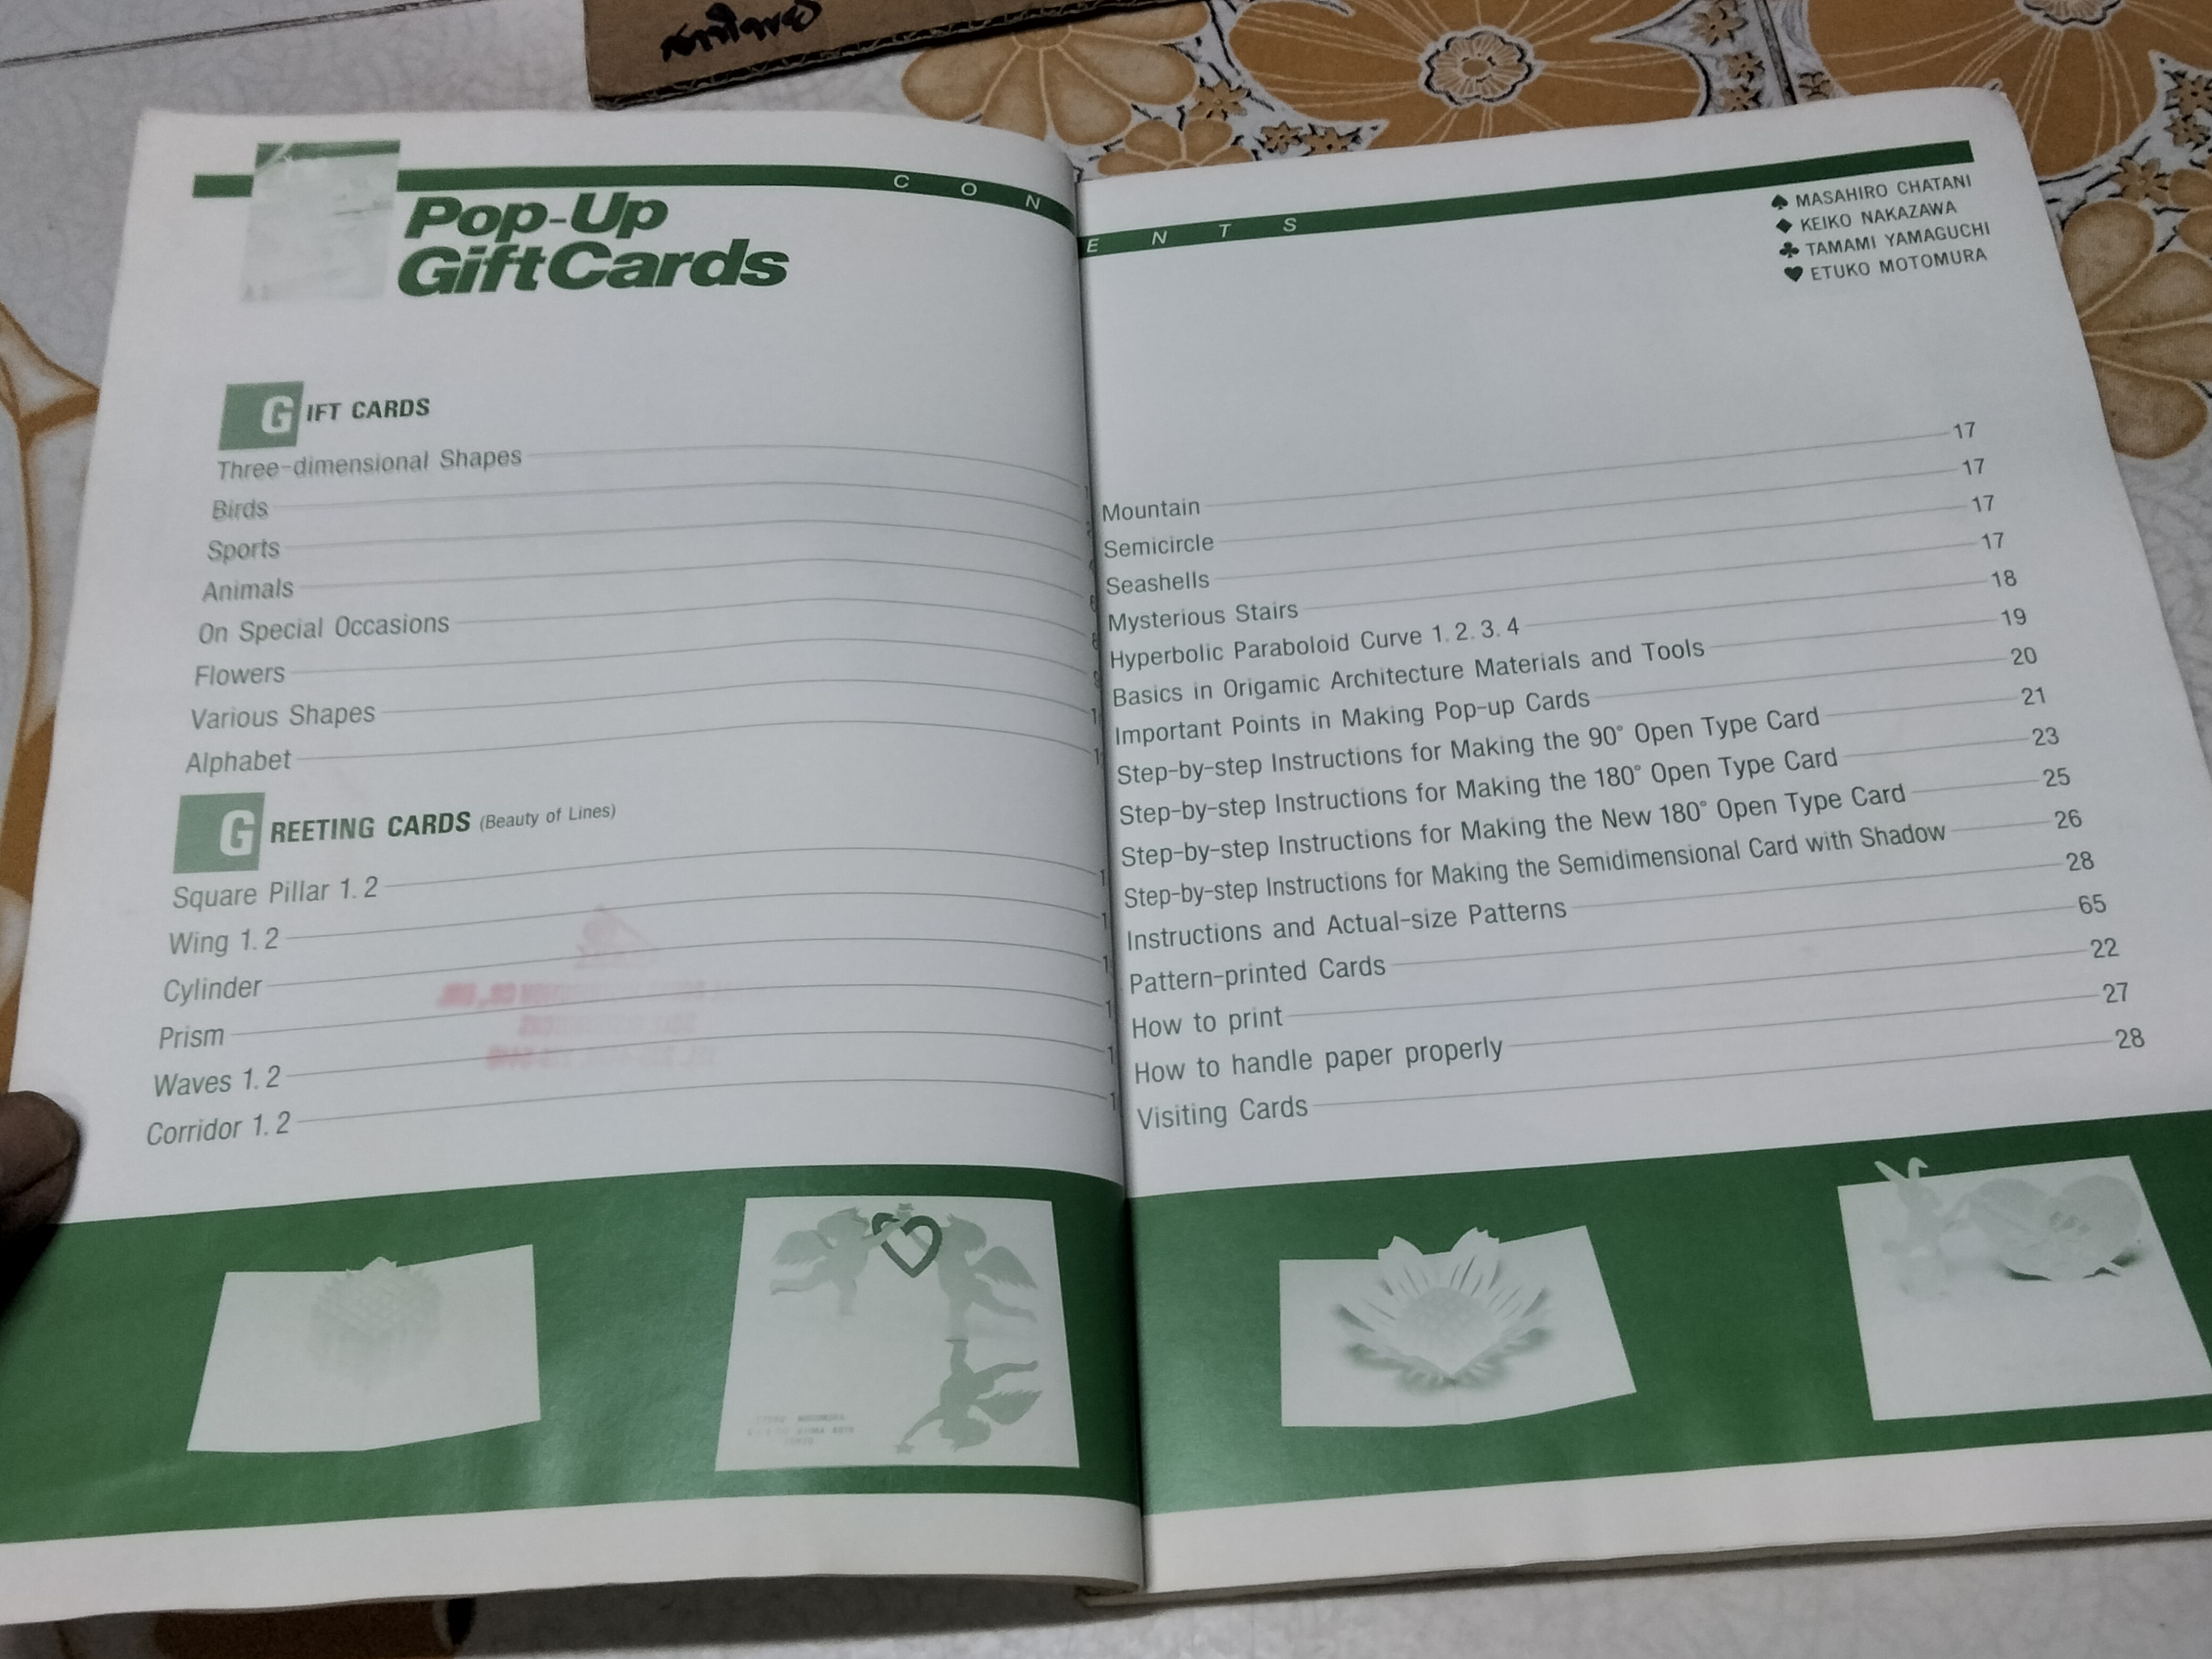 Pop-Up
Gift Cards
C O N
GIFT CARDS
Three-dimensional Shapes
Birds
Sports
Animals
On Special Occasions
Flowers
Various Shapes
Alphabet
GREETING CARDS (Beauty of Lines)
Square Pillar 1. 2
Wing 1. 2
Cylinder
Prism
Waves 1. 2
Corridor 1. 2
E N T S
♠ MASAHIRO CHATANI
♦ KEIKO NAKAZAWA
♣ TAMAMI YAMAGUCHI
♥ ETUKO MOTOMURA
Mountain 17
Semicircle 17
Seashells 17
Mysterious Stairs 17
Hyperbolic Paraboloid Curve 1. 2. 3. 4 18
Basics in Origamic Architecture Materials and Tools 19
Important Points in Making Pop-up Cards 20
Step-by-step Instructions for Making the 90° Open Type Card 21
Step-by-step Instructions for Making the 180° Open Type Card 23
Step-by-step Instructions for Making the New 180° Open Type Card 25
Step-by-step Instructions for Making the Semidimensional Card with Shadow 26
Instructions and Actual-size Patterns 28
Pattern-printed Cards 65
How to print 22
How to handle paper properly 27
Visiting Cards 28